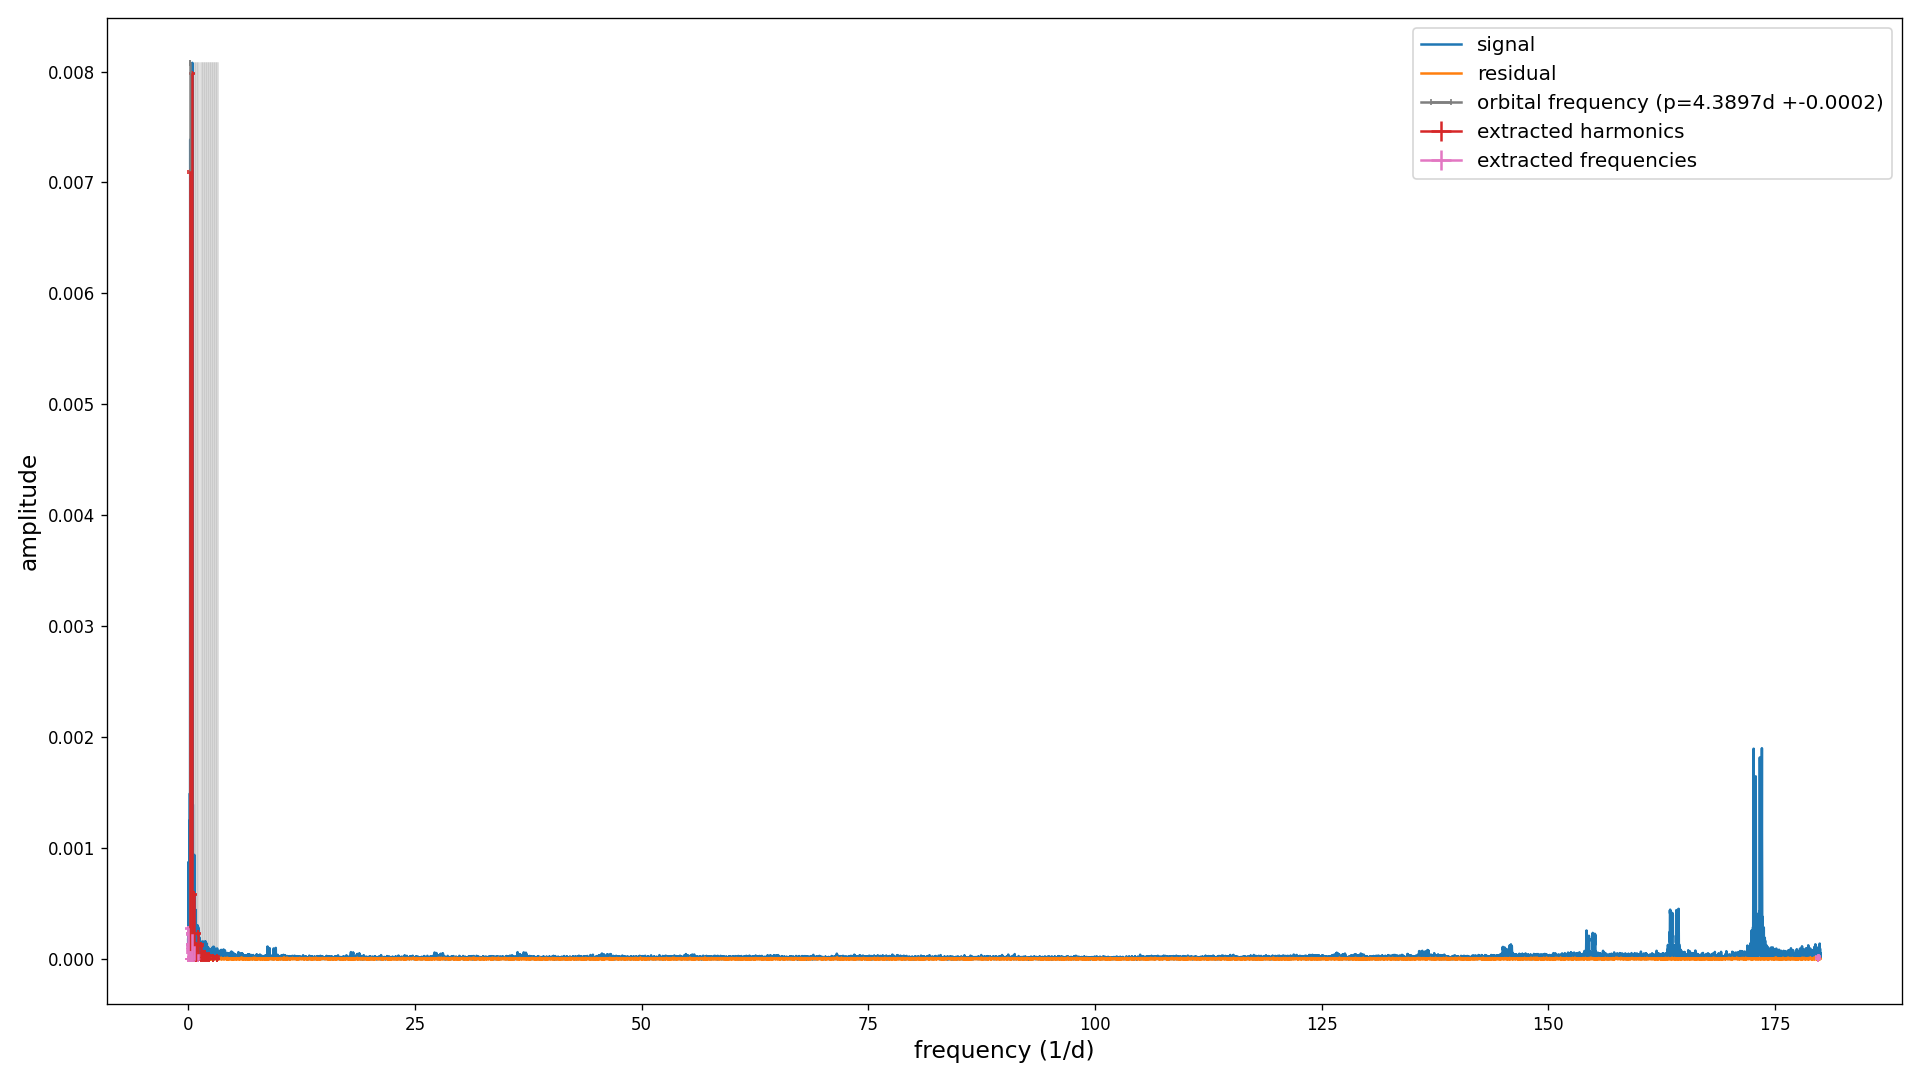 signal
residual
orbital frequency (p=4.3897d +-0.0002)
extracted harmonics
extracted frequencies
0.008
0.007
0.006
0.005
0.004
0.003
0.002
0.001
0.000
amplitude
0 25 50 75 100 125 150 175
frequency (1/d)